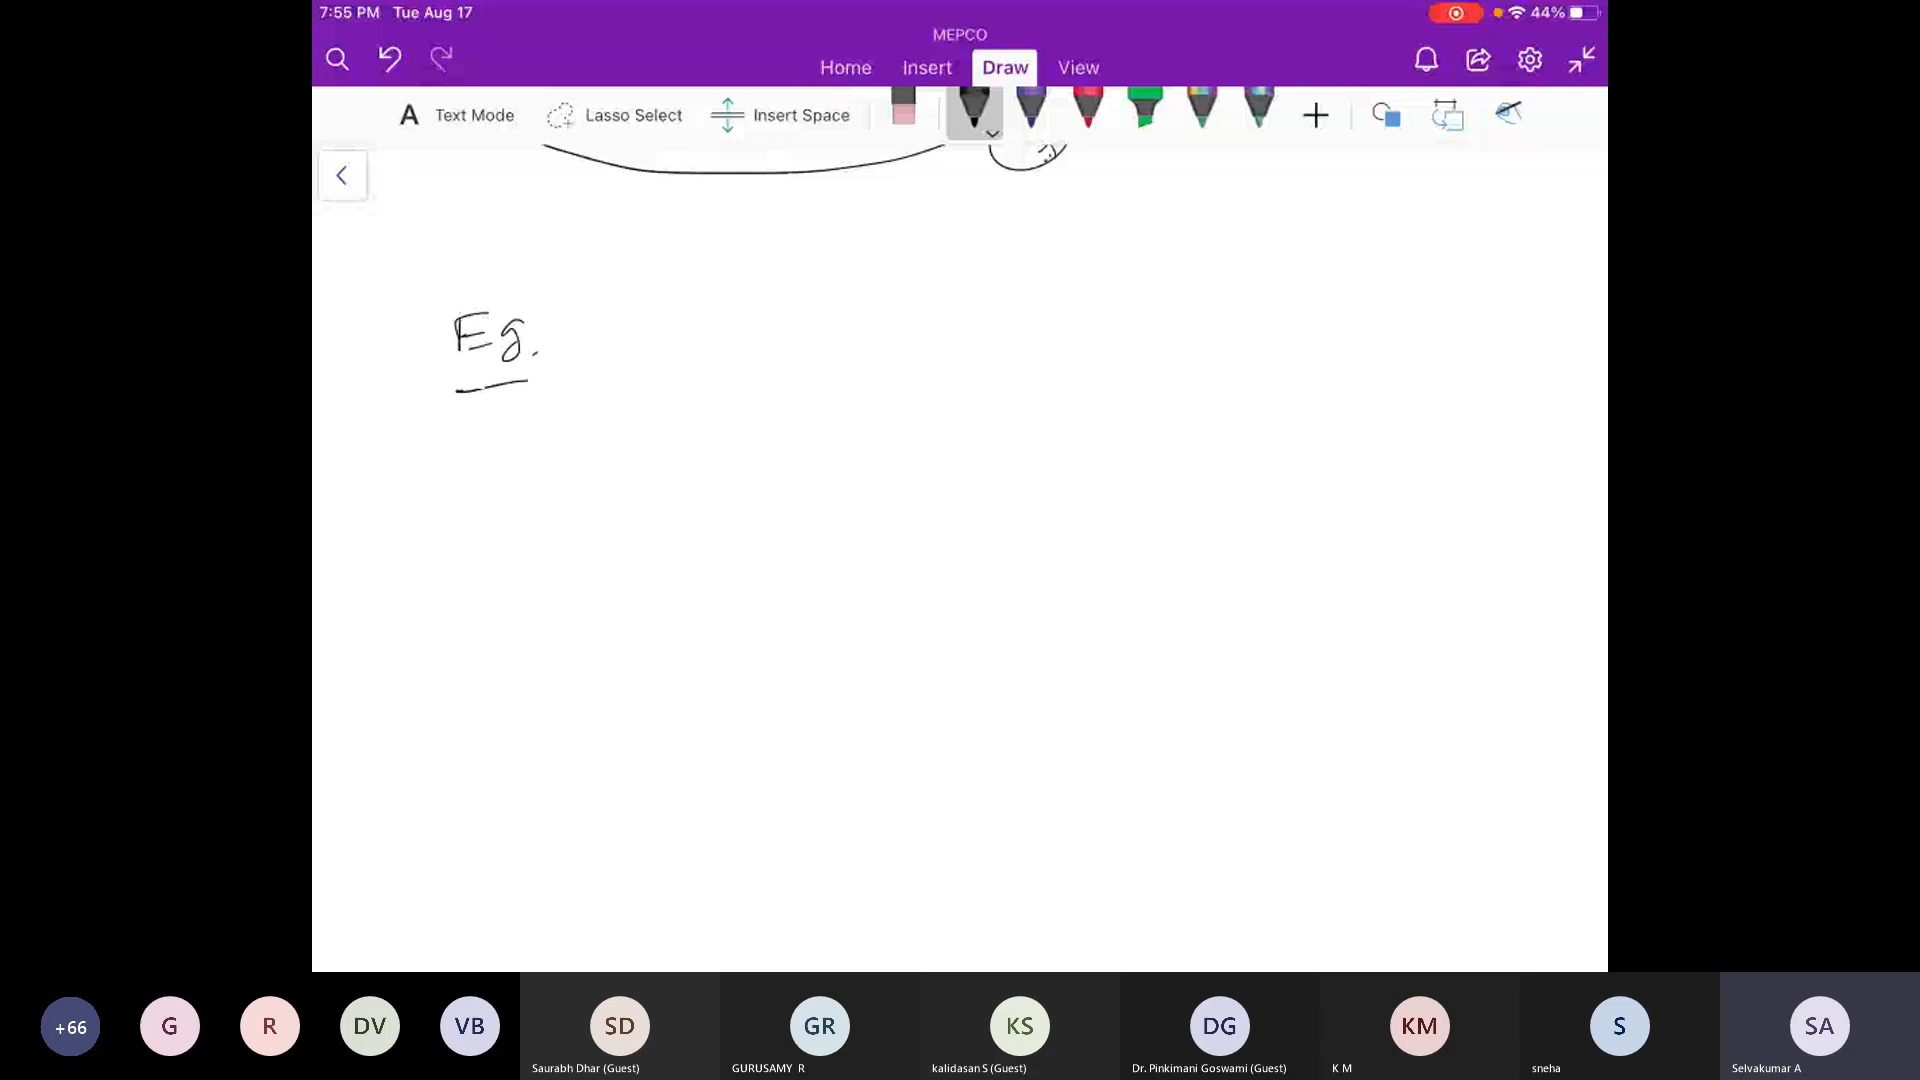 7:55 PM Tue Aug 17
44%
MEPCO
Home Insert Draw View
A Text Mode Lasso Select Insert Space
Eg.
+66 G R DV VB SD GR KS DG KM S SA
Saurabh Dhar (Guest) GURUSAMY R kalidasan S (Guest) Dr. Pinkimani Goswami (Guest) K M sneha Selvakumar A